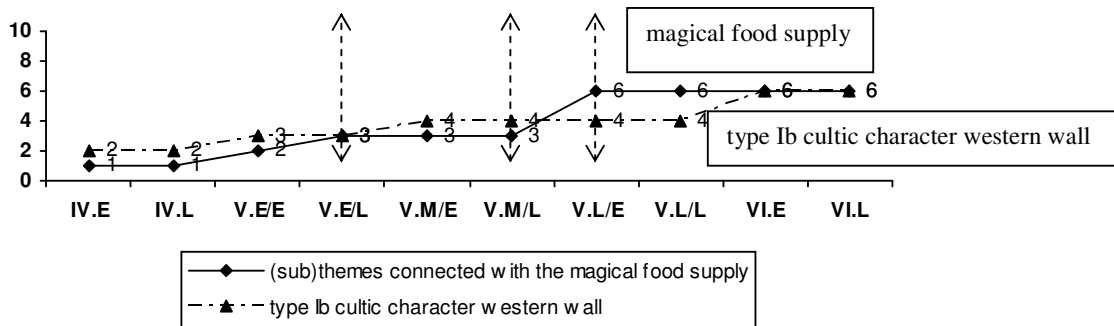 10
8
6
4
2
0
magical food supply
type Ib cultic character western wall
2 2 3 3 4 4 4 4 6 6
1 1 2 3 3 3 6 6 6 6
IV.E IV.L V.E/E V.E/L V.M/E V.M/L V.L/E V.L/L VI.E VI.L
(sub)themes connected with the magical food supply
type Ib cultic character western wall